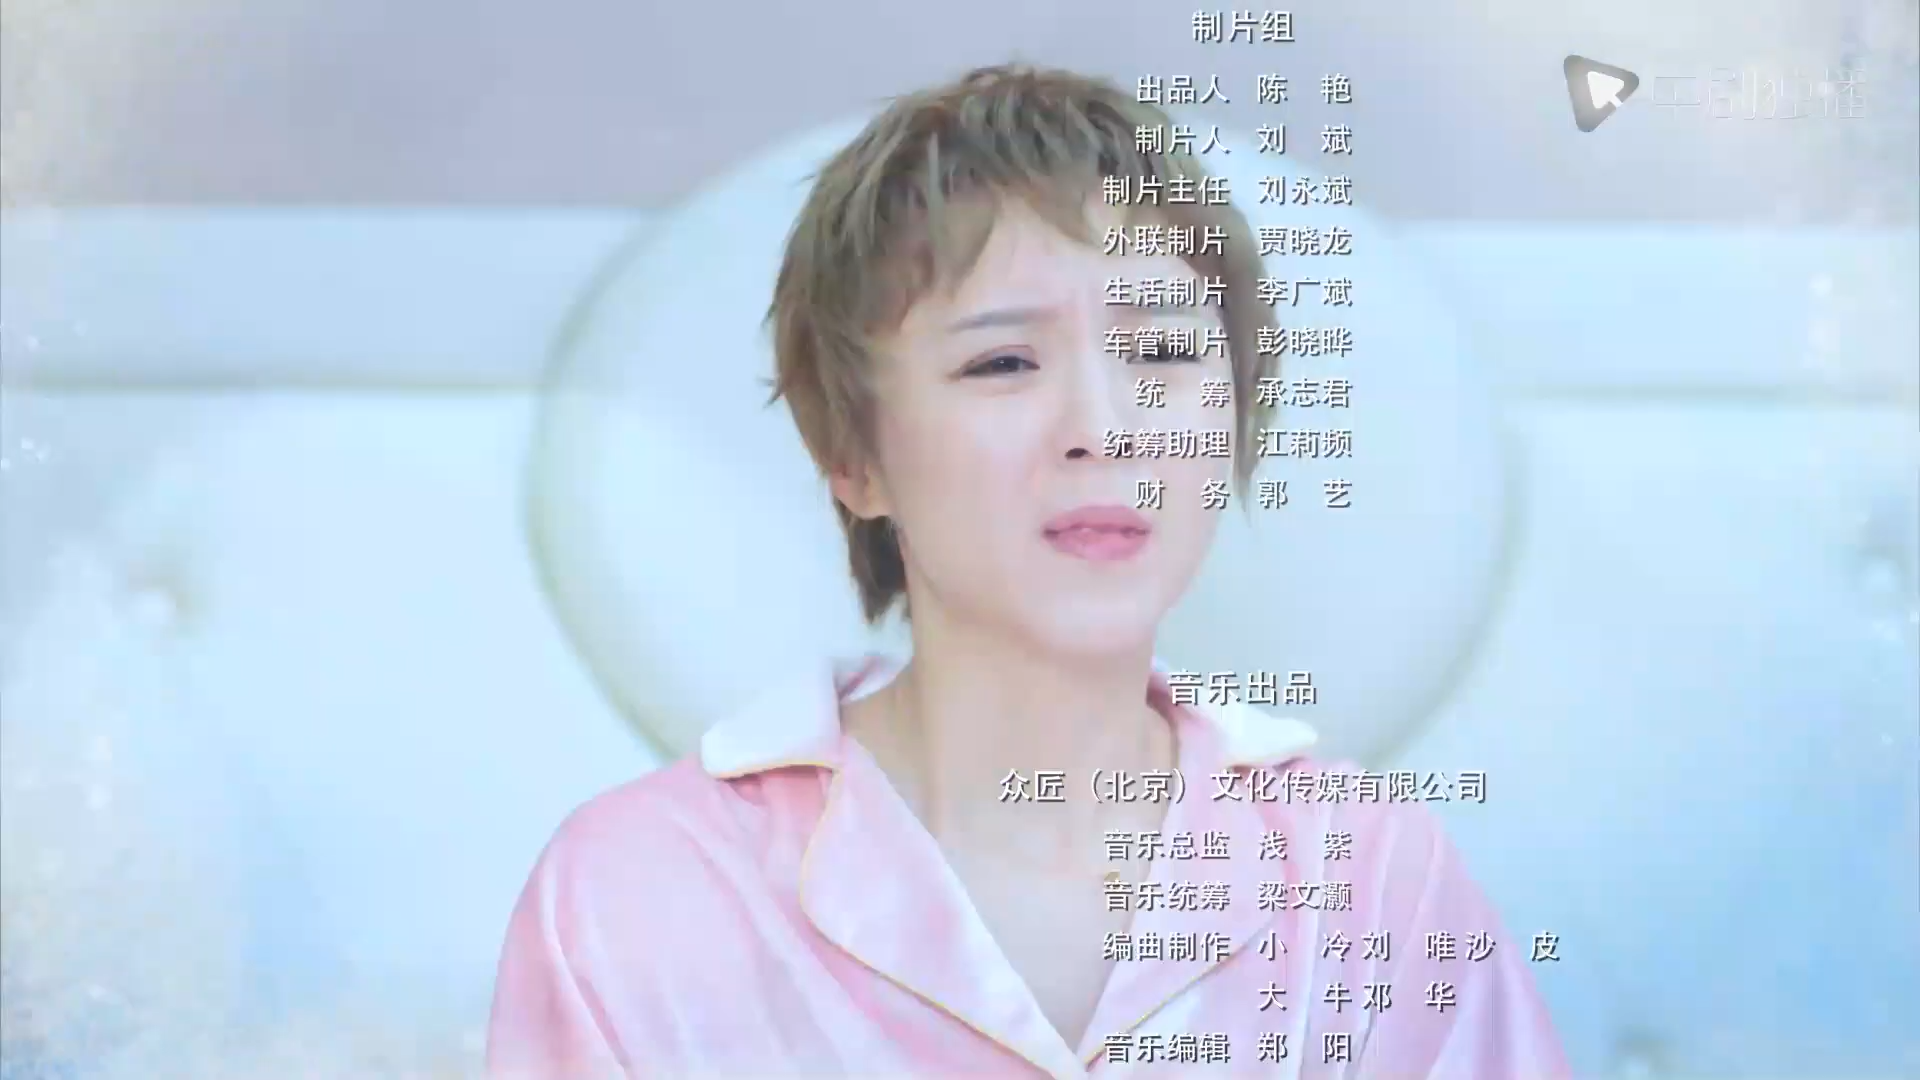 制片组
出品人 陈 艳
制片人 刘 斌
制片主任 刘永斌
外联制片 贾晓龙
生活制片 李广斌
车管制片 彭晓晔
统 筹 承志君
统筹助理 江莉频
财 务 郭 艺
音乐出品
众匠（北京）文化传媒有限公司
音乐总监 浅 紫
音乐统筹 梁文灏
编曲制作 小 冷 刘 唯 沙 皮
大 牛 邓 华
音乐编辑 郑 阳